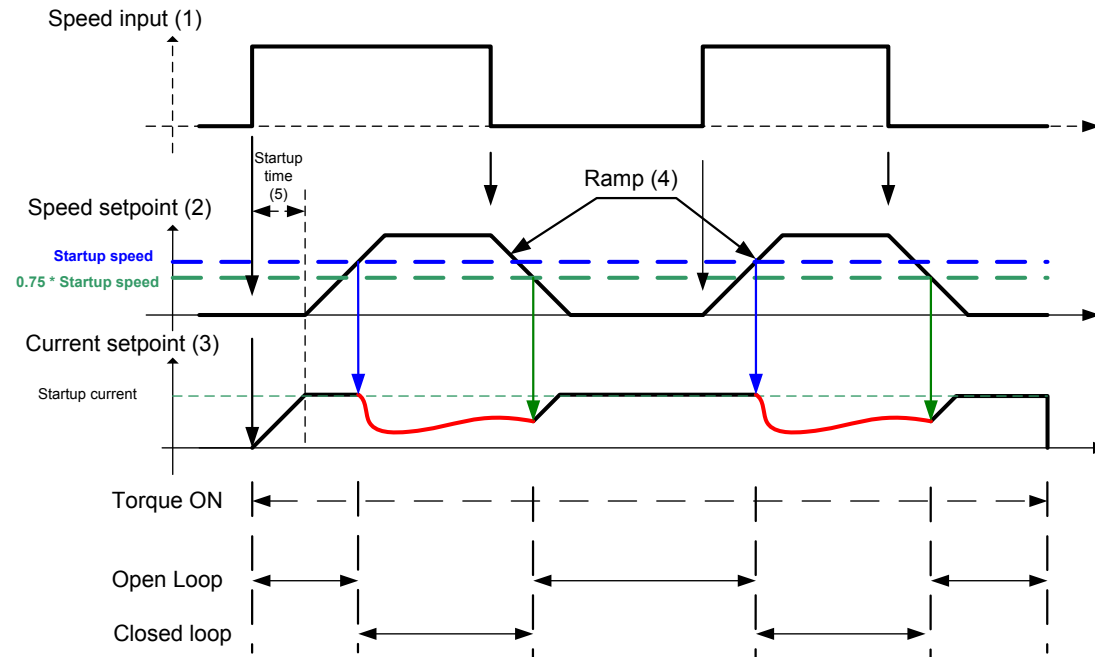 Speed input (1)
Startup
time
(5)
Ramp (4)
Speed setpoint (2)
Startup speed
0.75 * Startup speed
Current setpoint (3)
Startup current
Torque ON
Open Loop
Closed loop